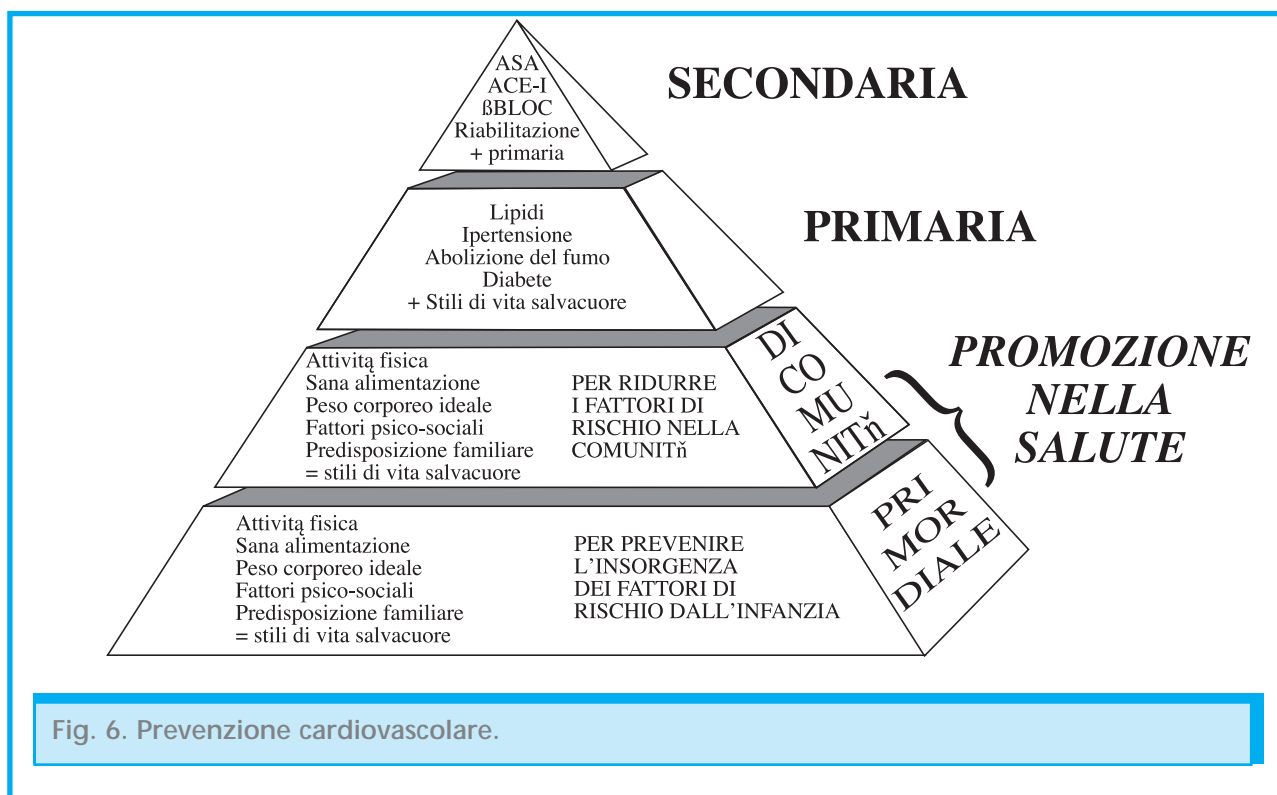 ASA
ACE-I
ßBLOC
Riabilitazione
+ primaria
SECONDARIA
Lipidi
Ipertensione
Abolizione del fumo
Diabete
+ Stili di vita salvacuore
PRIMARIA
Attivitą fisica
Sana alimentazione
Peso corporeo ideale
Fattori psico-sociali
Predisposizione familiare
= stili di vita salvacuore
PER RIDURRE
I FATTORI DI
RISCHIO NELLA
COMUNITň
DI
CO
MU
NITň
PROMOZIONE
NELLA
SALUTE
Attivitą fisica
Sana alimentazione
Peso corporeo ideale
Fattori psico-sociali
Predisposizione familiare
= stili di vita salvacuore
PER PREVENIRE
L'INSORGENZA
DEI FATTORI DI
RISCHIO DALL'INFANZIA
PRI
MOR
DIALE
Fig. 6. Prevenzione cardiovascolare.